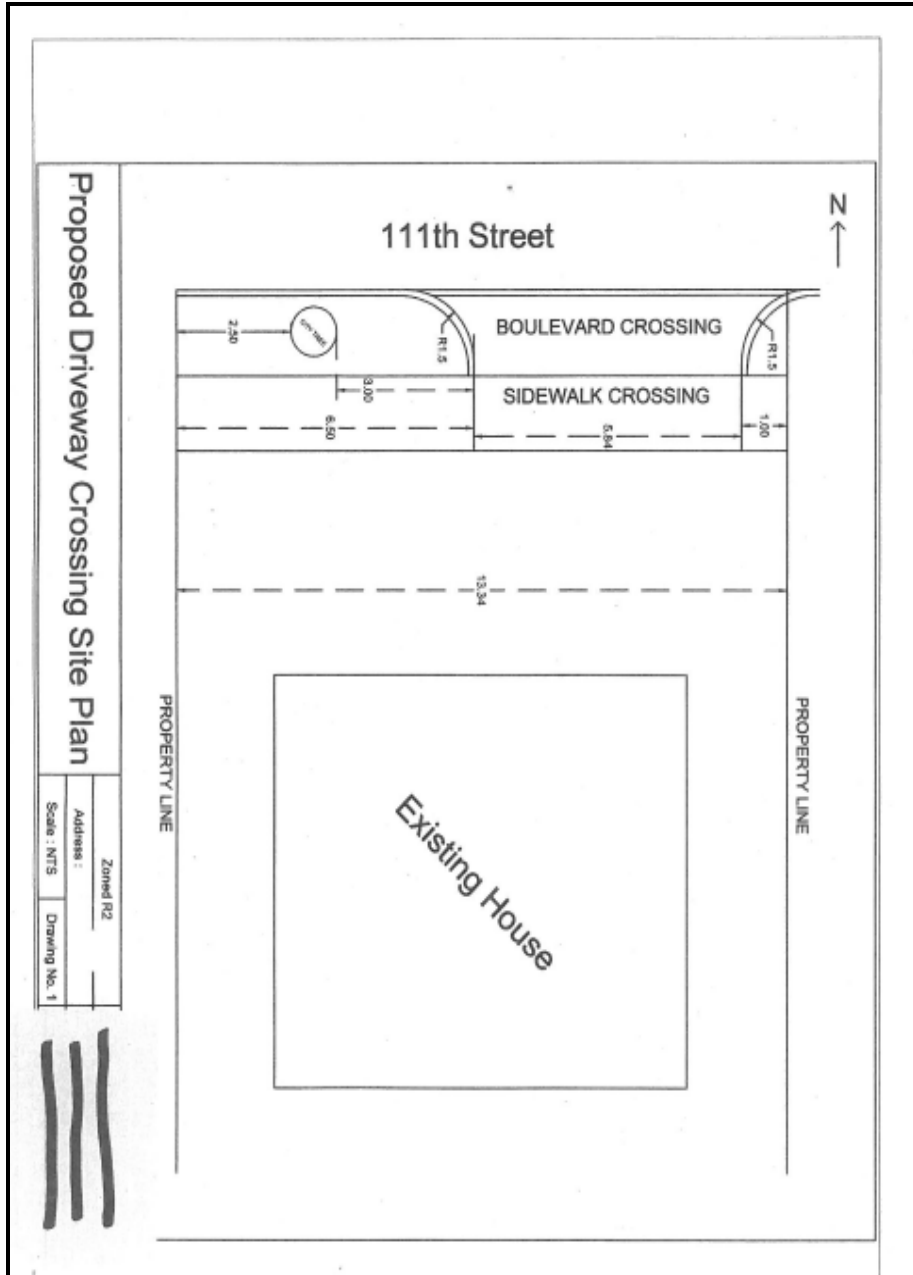 N
111th Street
BOULEVARD CROSSING
SIDEWALK CROSSING
R1.5
R1.5
2.50
CITY TREE
3.00
6.50
5.84
1.00
13.34
PROPERTY LINE
PROPERTY LINE
Existing House
Proposed Driveway Crossing Site Plan
Zoned R2
Address :
Scale : NTS
Drawing No. 1